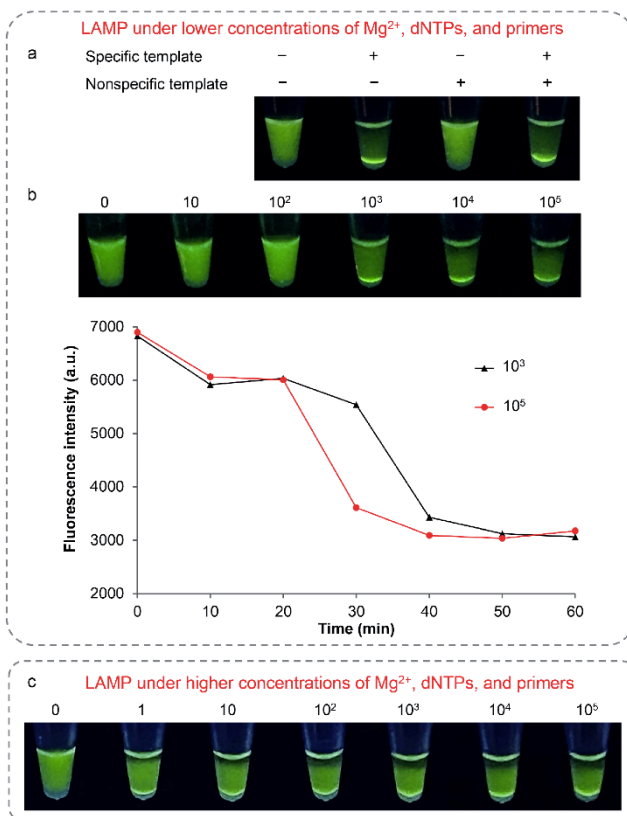 LAMP under lower concentrations of Mg²⁺, dNTPs, and primers
a
Specific template – + – +
Nonspecific template – – + +
b
0 10 10² 10³ 10⁴ 10⁵
7000
6000
5000
4000
3000
2000
Fluorescence intensity (a.u.)
10³
10⁵
0 10 20 30 40 50 60
Time (min)
c LAMP under higher concentrations of Mg²⁺, dNTPs, and primers
0 1 10 10² 10³ 10⁴ 10⁵